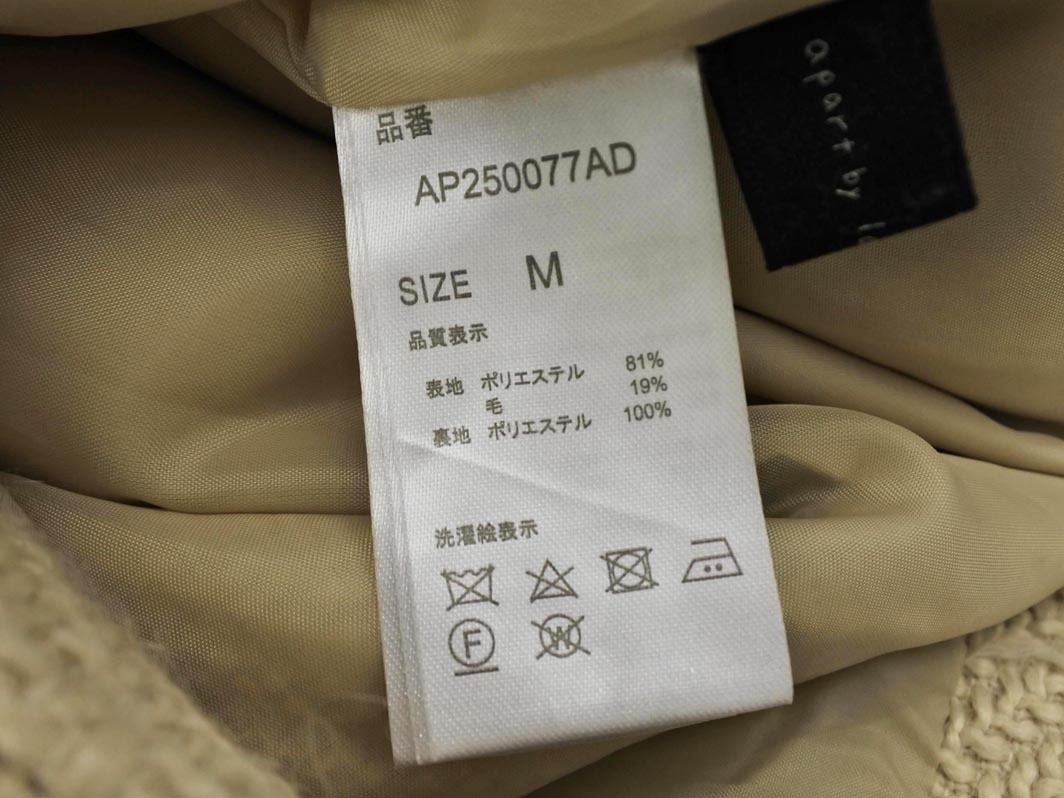 品番
AP250077AD
SIZE M
品質表示
表地 ポリエステル 81%
毛 19%
裏地 ポリエステル 100%
洗濯絵表示
F W
apart by